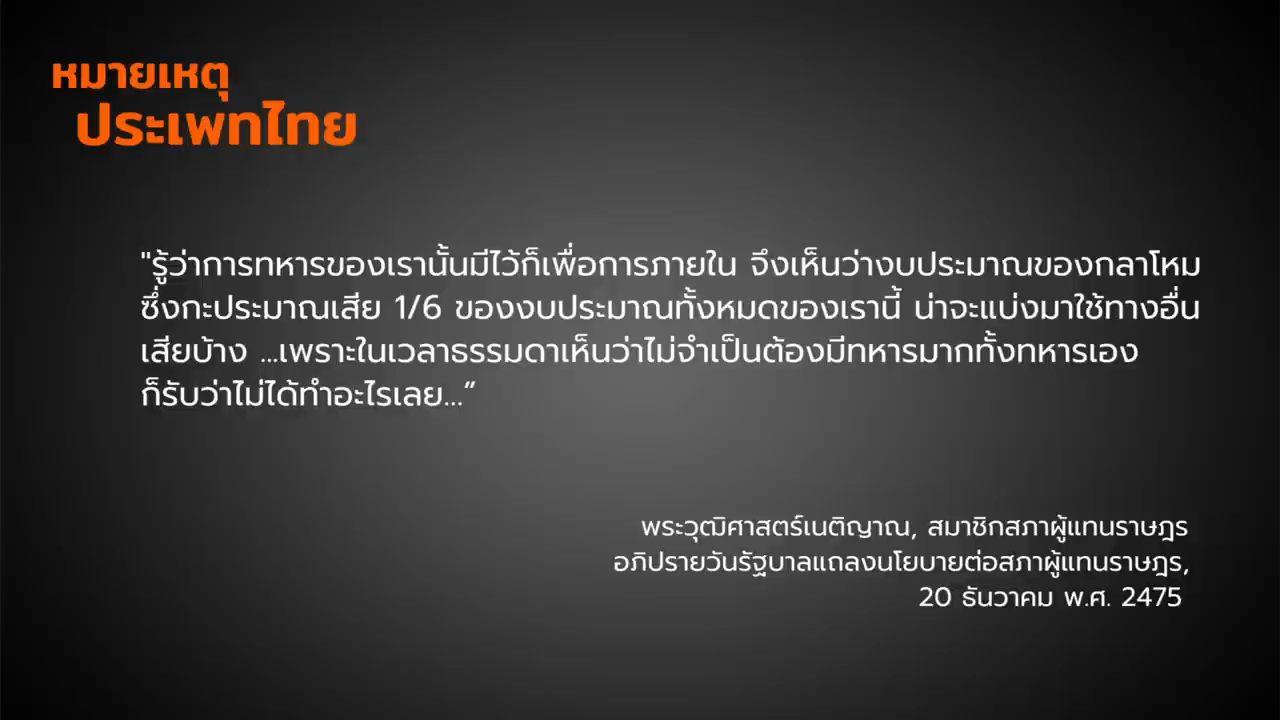 หมายเหตุ
ประเพทไทย
"รู้ว่าการทหารของเรานั้นมีไว้ก็เพื่อการภายใน จึงเห็นว่างบประมาณของกลาโหม
ซึ่งกะประมาณเสีย 1/6 ของงบประมาณทั้งหมดของเรานี้ น่าจะแบ่งมาใช้ทางอื่น
เสียบ้าง ...เพราะในเวลาธรรมดาเห็นว่าไม่จำเป็นต้องมีทหารมากทั้งทหารเอง
ก็รับว่าไม่ได้ทำอะไรเลย...”
พระวุฒิศาสตร์เนติญาณ, สมาชิกสภาผู้แทนราษฎร
อภิปรายวันรัฐบาลแถลงนโยบายต่อสภาผู้แทนราษฎร,
20 ธันวาคม พ.ศ. 2475